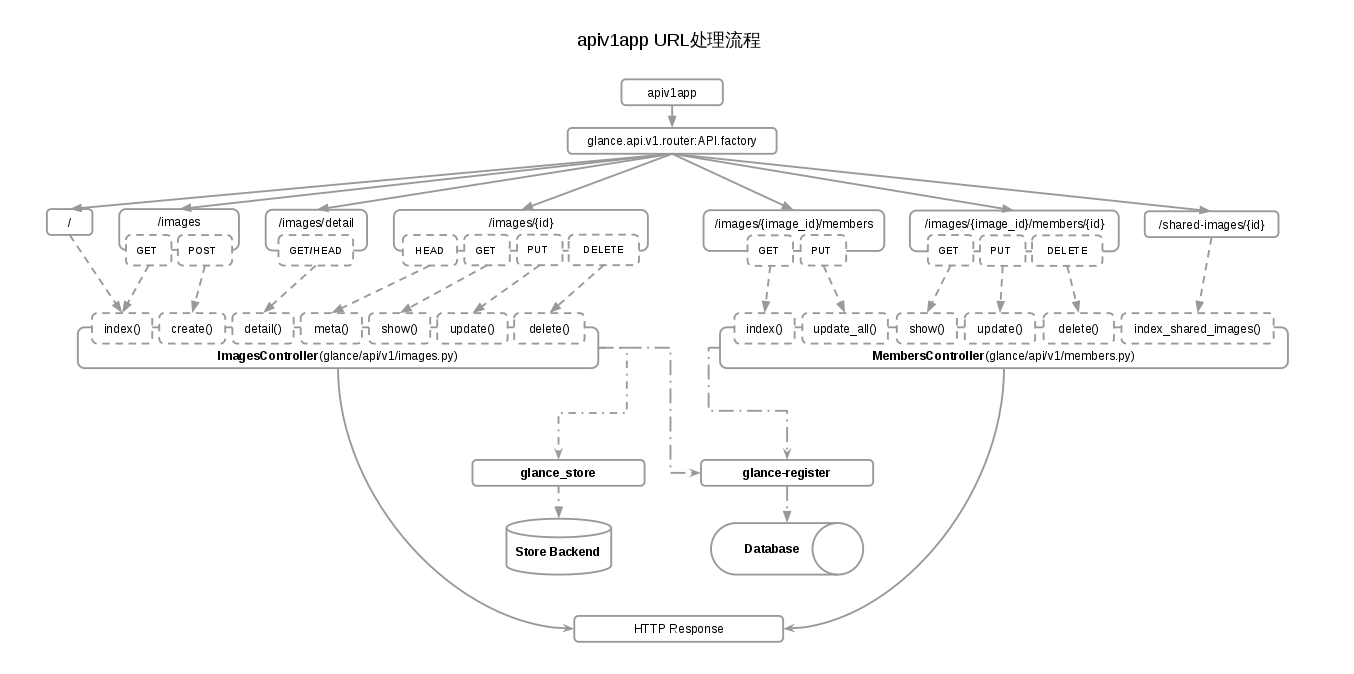 apiv1app URL处理流程
apiv1app
glance.api.v1.router:API.factory
/
/images
/images/detail
/images/{id}
/images/{image_id}/members
/images/{image_id}/members/{id}
/shared-images/{id}
GET
POST
GET/HEAD
HEAD
GET
PUT
DELETE
GET
PUT
GET
PUT
DELETE
index()
create()
detail()
meta()
show()
update()
delete()
index()
update_all()
show()
update()
delete()
index_shared_images()
ImagesController(glance/api/v1/images.py)
MembersController(glance/api/v1/members.py)
glance_store
glance-register
Store Backend
Database
HTTP Response